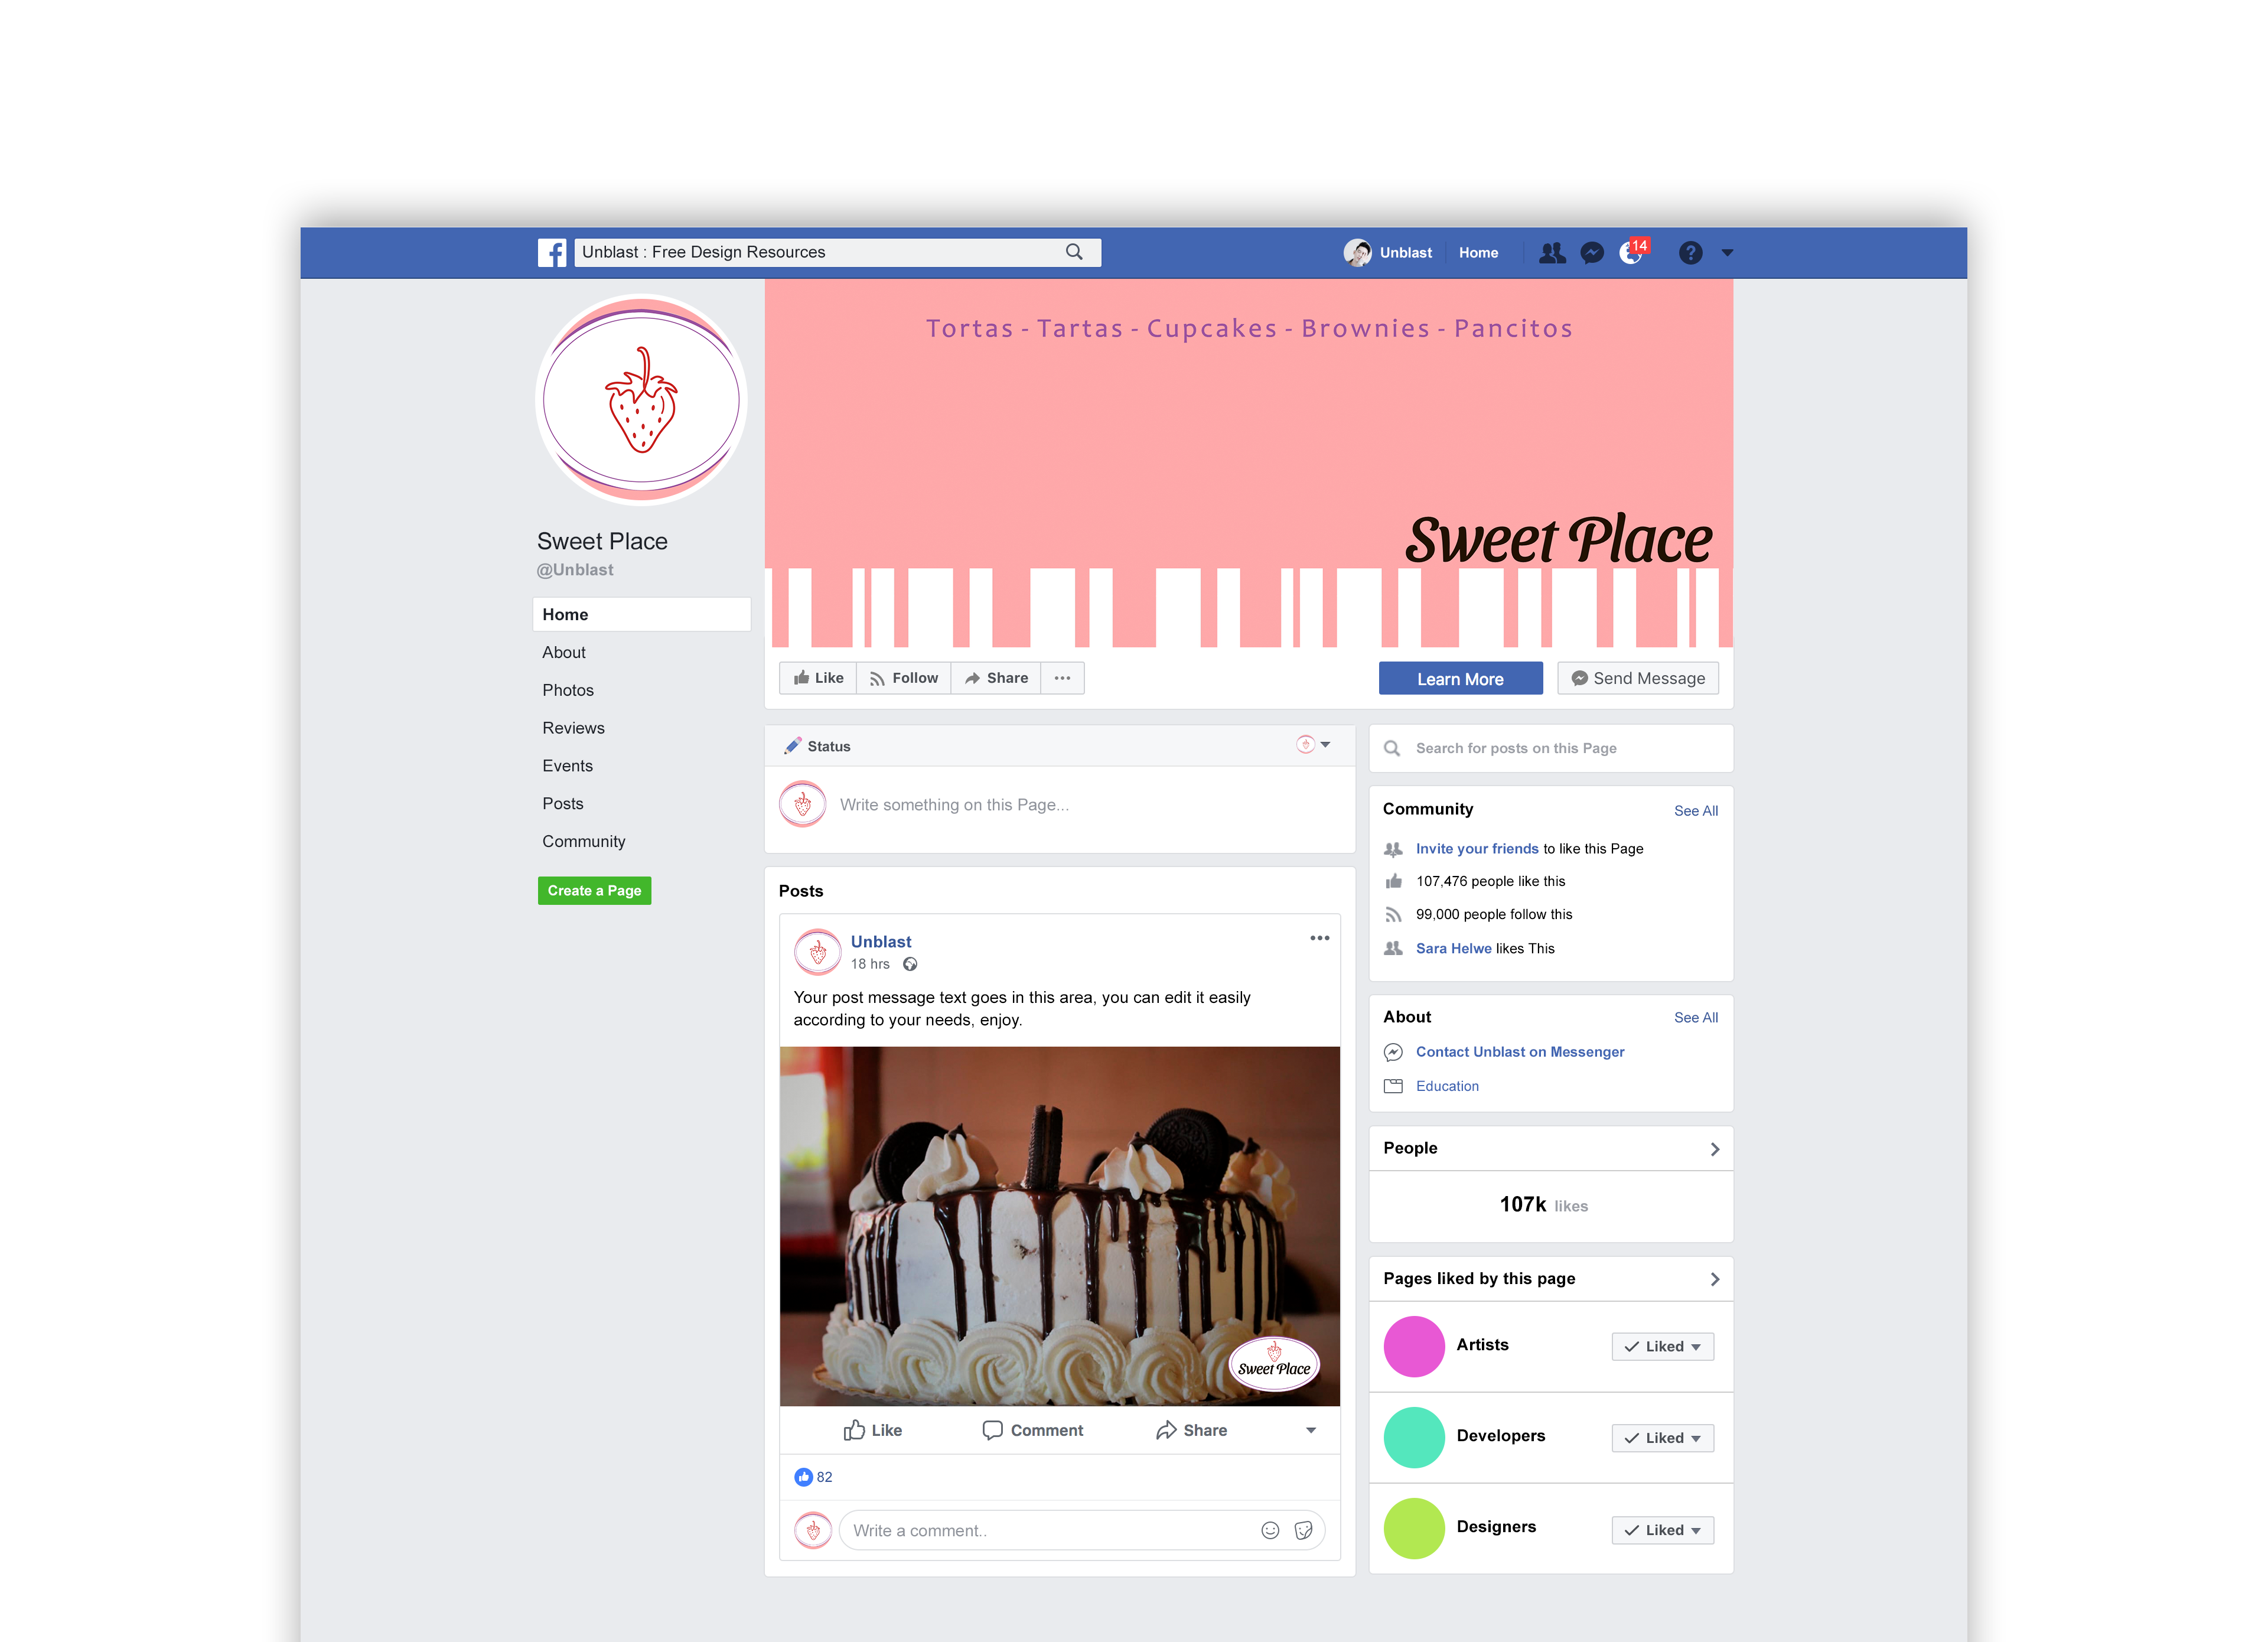 Unblast : Free Design Resources
Unblast
Home
14
?
Tortas - Tartas - Cupcakes - Brownies - Pancitos
Sweet Place
Sweet Place
@Unblast
Home
About
Photos
Reviews
Events
Posts
Community
Create a Page
Like
Follow
Share
Learn More
Send Message
Status
Write something on this Page...
Posts
Unblast
18 hrs
Your post message text goes in this area, you can edit it easily
according to your needs, enjoy.
Sweet Place
Like
Comment
Share
82
Write a comment..
Search for posts on this Page
Community
See All
Invite your friends to like this Page
107,476 people like this
99,000 people follow this
Sara Helwe likes This
About
See All
Contact Unblast on Messenger
Education
People
107k likes
Pages liked by this page
Artists
Liked
Developers
Liked
Designers
Liked